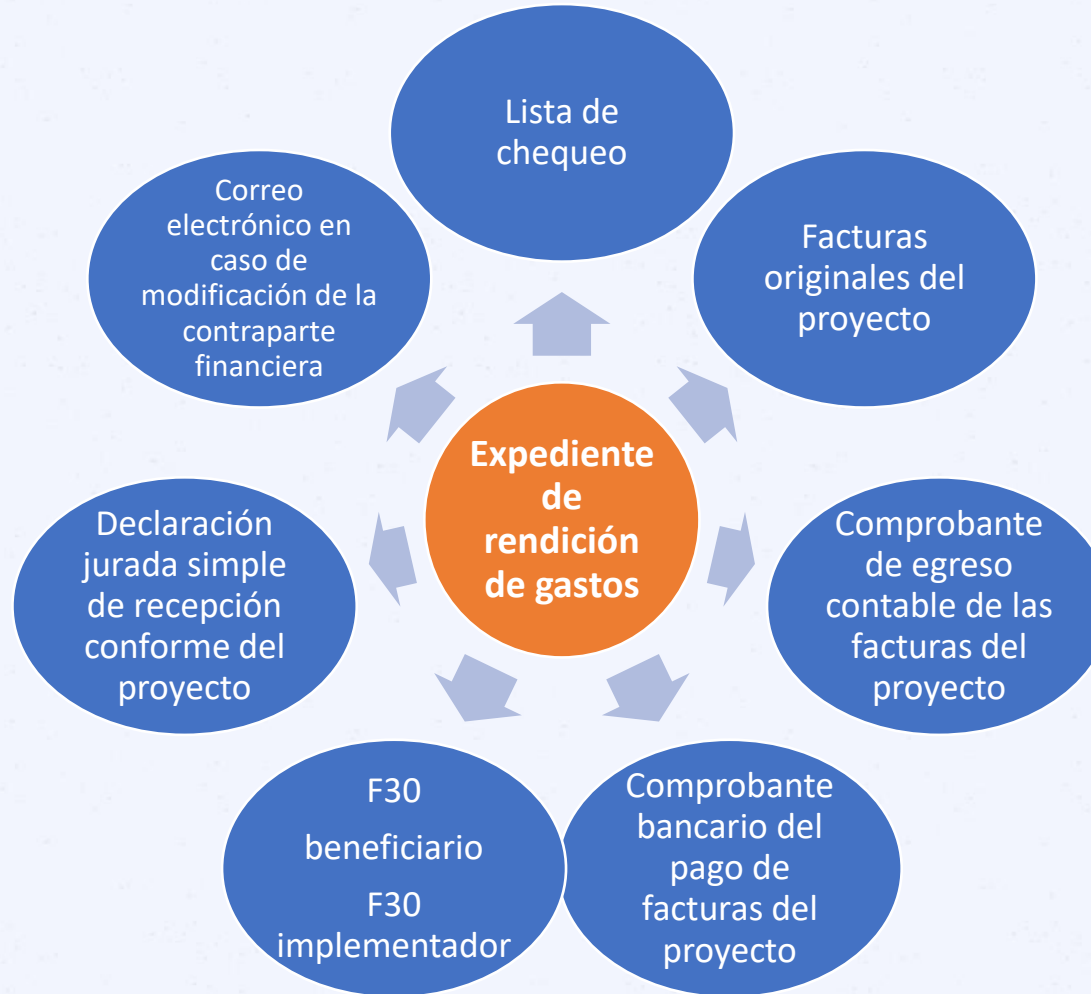 Lista de
chequeo
Facturas
originales del
proyecto
Comprobante
de egreso
contable de las
facturas del
proyecto
Comprobante
bancario del
pago de
facturas del
proyecto
F30
beneficiario
F30
implementador
Declaración
jurada simple
de recepción
conforme del
proyecto
Correo
electrónico en
caso de
modificación de la
contraparte
financiera
Expediente
de
rendición
de gastos